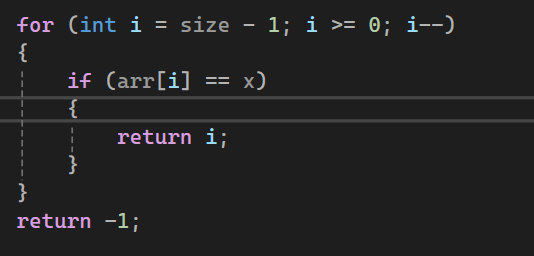 for (int i = size - 1; i >= 0; i--)
{
    if (arr[i] == x)
    {
        return i;
    }
}
return -1;